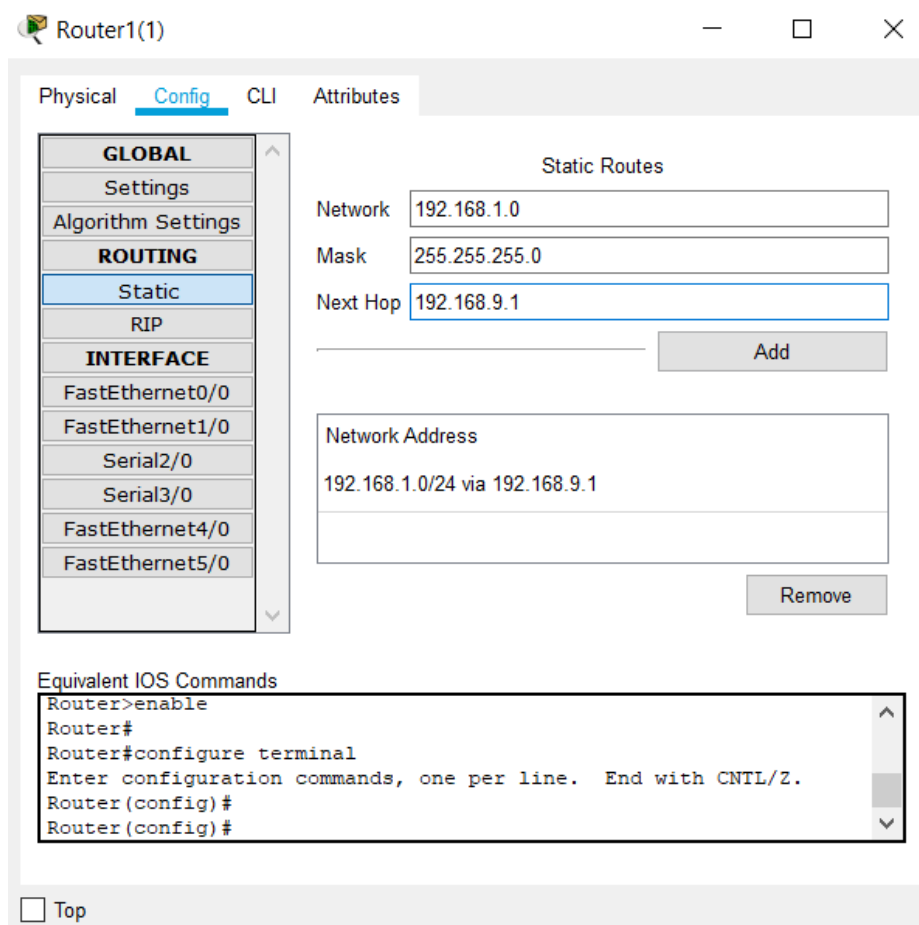 Router1(1)
Physical Config CLI Attributes
GLOBAL
Settings
Algorithm Settings
ROUTING
Static
RIP
INTERFACE
FastEthernet0/0
FastEthernet1/0
Serial2/0
Serial3/0
FastEthernet4/0
FastEthernet5/0
Static Routes
Network 192.168.1.0
Mask 255.255.255.0
Next Hop 192.168.9.1
Add
Network Address
192.168.1.0/24 via 192.168.9.1
Remove
Equivalent IOS Commands
Router>enable
Router#
Router#configure terminal
Enter configuration commands, one per line.  End with CNTL/Z.
Router(config)#
Router(config)#
Top